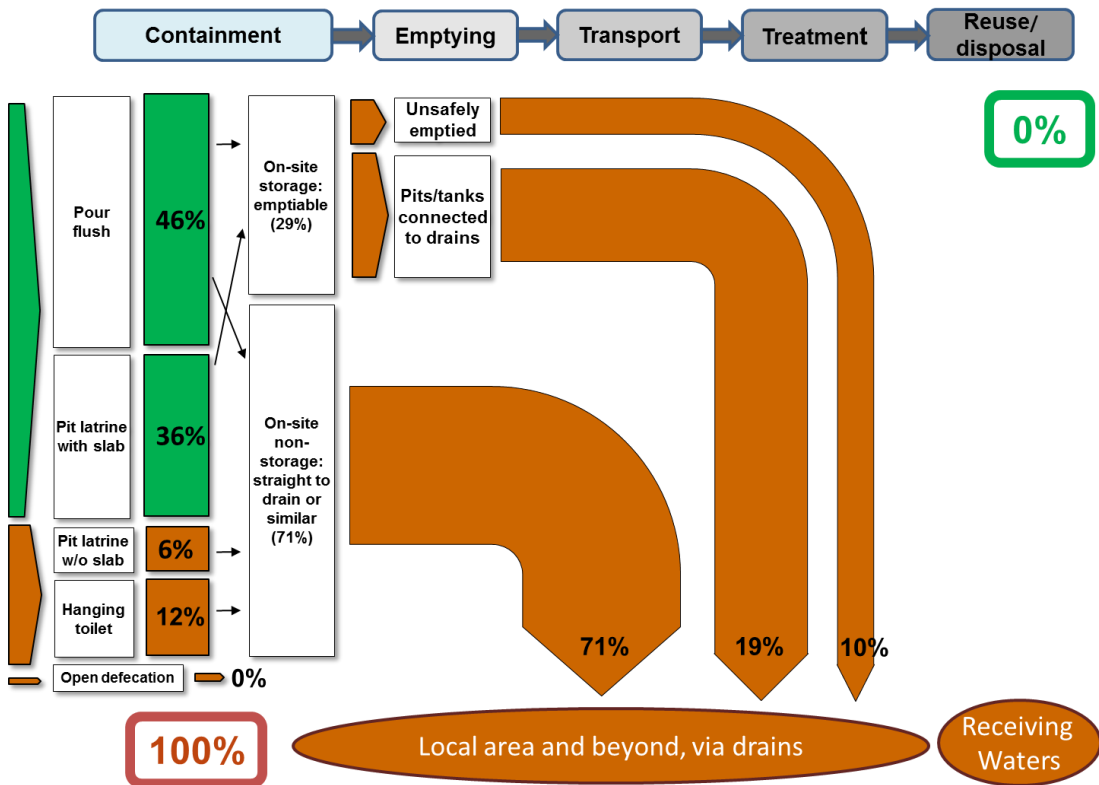 Containment
Emptying
Transport
Treatment
Reuse/
disposal
0%
Pour
flush
46%
On-site
storage:
emptiable
(29%)
Unsafely
emptied
Pits/tanks
connected
to drains
Pit latrine
with slab
36%
On-site
non-
storage:
straight to
drain or
similar
(71%)
Pit latrine
w/o slab
6%
Hanging
toilet
12%
71%
19%
10%
Open defecation
0%
100%
Local area and beyond, via drains
Receiving
Waters